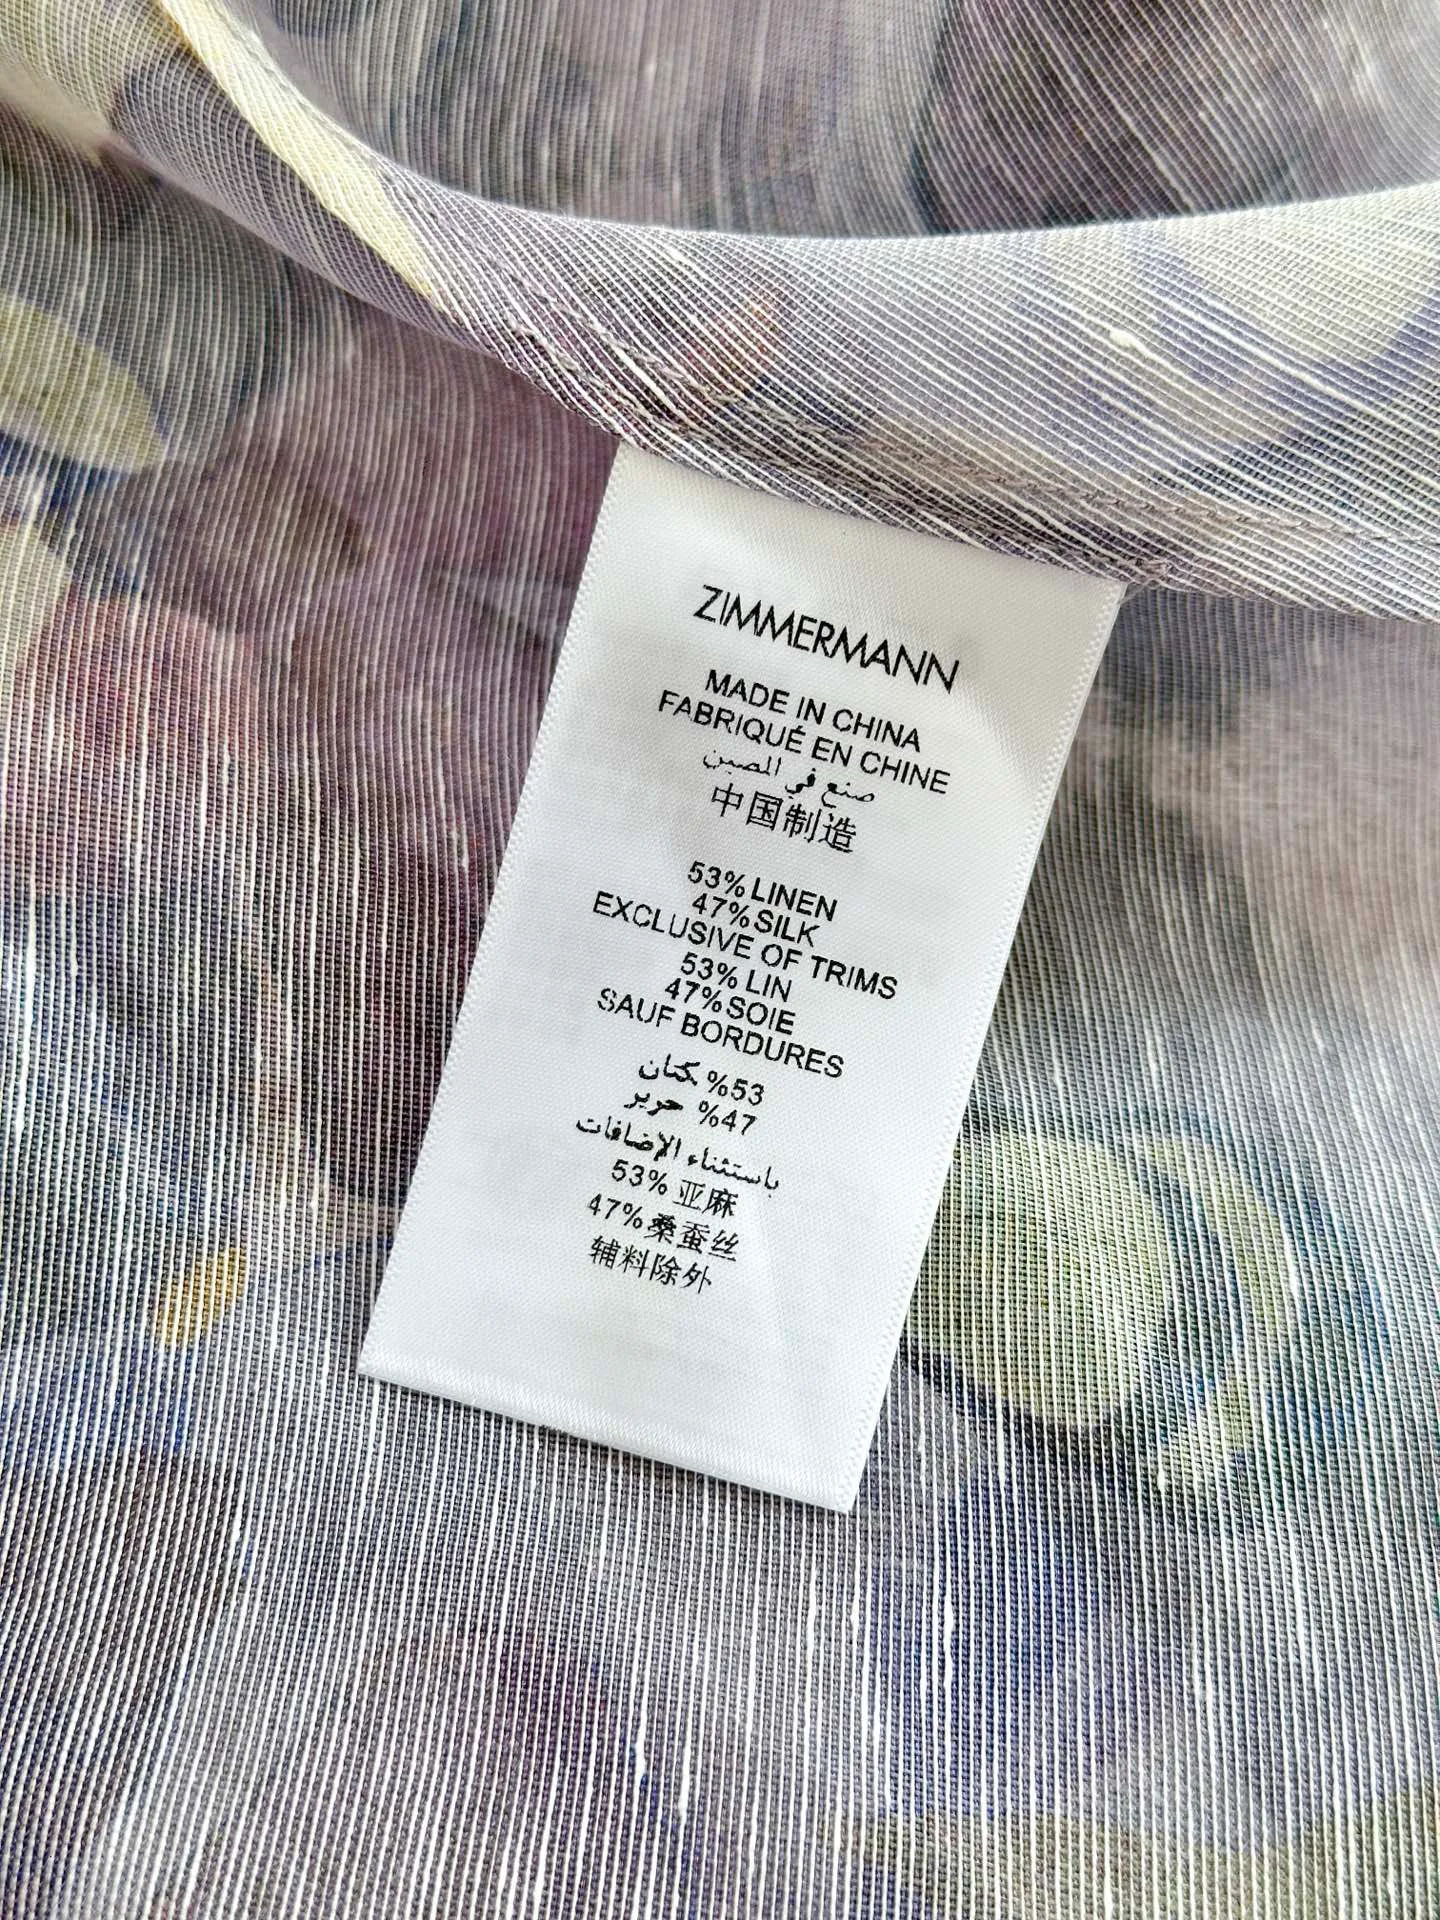 ZIMMERMANN
MADE IN CHINA
FABRIQUÉ EN CHINE
صنع في الصين
中国制造
53% LINEN
47% SILK
EXCLUSIVE OF TRIMS
53% LIN
47% SOIE
SAUF BORDURES
%53 كتان
%47 حرير
باستثناء الإضافات
53% 亚麻
47% 桑蚕丝
辅料除外